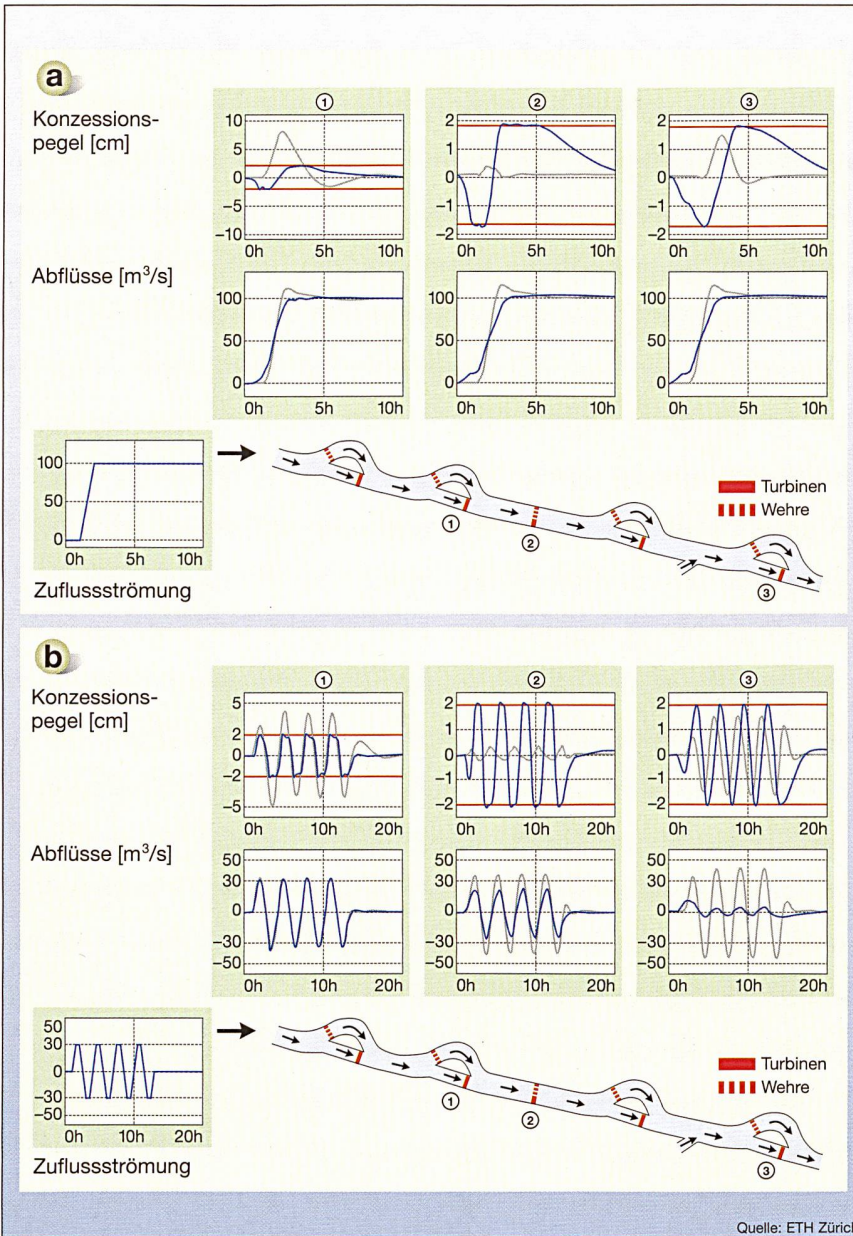 a
Konzessions-
pegel [cm]
Abflüsse [m³/s]
①
10
5
0
−5
−10
0h 5h 10h
②
2
1
0
−1
−2
0h 5h 10h
③
2
1
0
−1
−2
0h 5h 10h
100
50
0
0h 5h 10h
0h 5h 10h
0h 5h 10h
100
50
0
0h 5h 10h
Zuflussströmung
①
②
③
Turbinen
Wehre
b
Konzessions-
pegel [cm]
Abflüsse [m³/s]
①
5
2
0
−2
−5
0h 10h 20h
②
2
1
0
−1
−2
0h 10h 20h
③
2
1
0
−1
−2
0h 10h 20h
50
30
0
−30
−50
0h 10h 20h
50
30
0
−30
−50
0h 10h 20h
50
30
0
−30
−50
0h 10h 20h
50
30
0
−30
−50
0h 10h 20h
Zuflussströmung
①
②
③
Turbinen
Wehre
Quelle: ETH Zürich